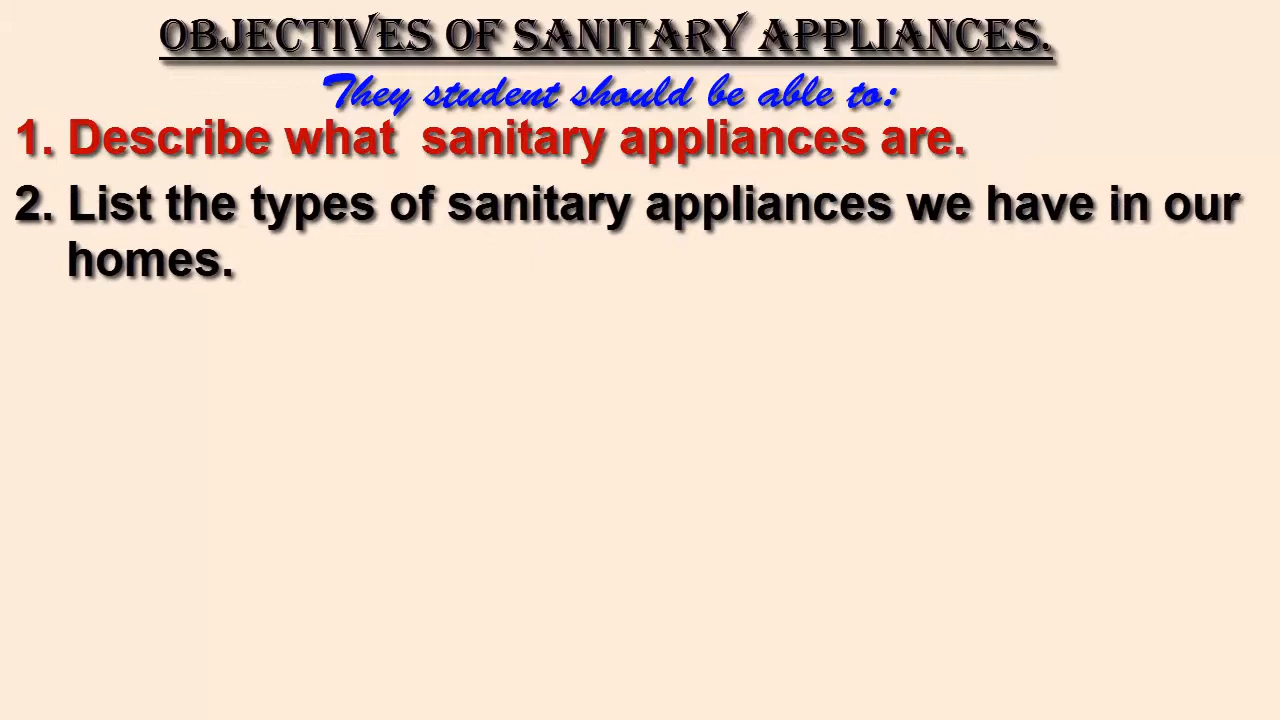 OBJECTIVES OF SANITARY APPLIANCES.
They student should be able to:
1. Describe what  sanitary appliances are.
2. List the types of sanitary appliances we have in our
homes.